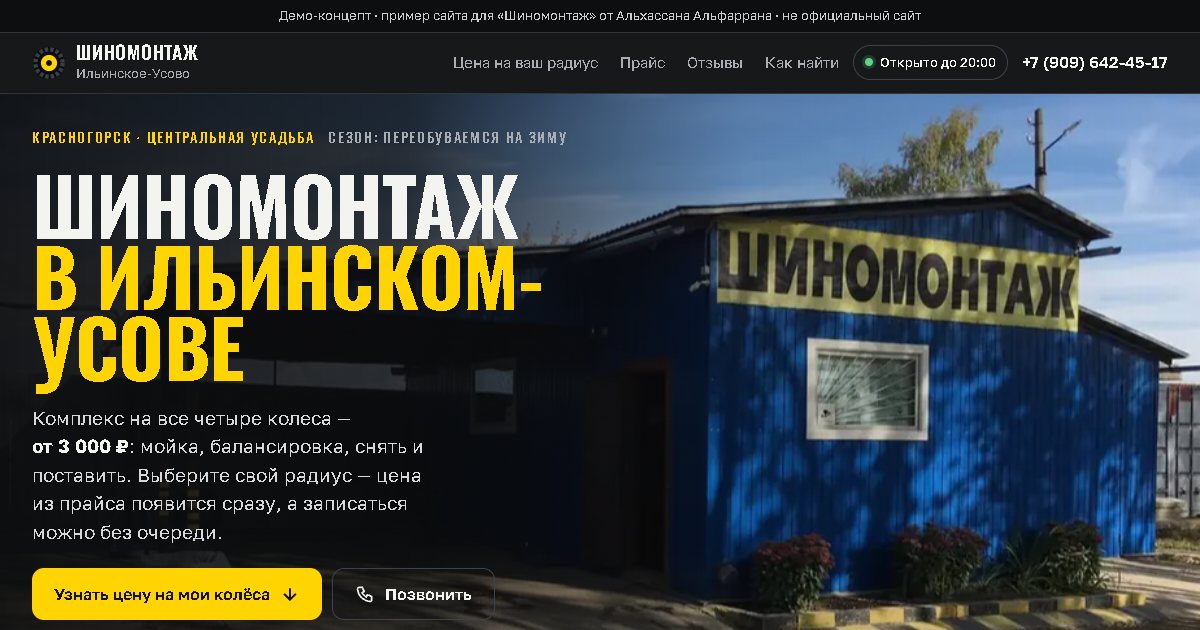 Демо-концепт · пример сайта для «Шиномонтаж» от Альхассана Альфаррана · не официальный сайт
ШИНОМОНТАЖ
Ильинское-Усово
Цена на ваш радиус
Прайс
Отзывы
Как найти
Открыто до 20:00
+7 (909) 642-45-17
КРАСНОГОРСК · ЦЕНТРАЛЬНАЯ УСАДЬБА
СЕЗОН: ПЕРЕОБУВАЕМСЯ НА ЗИМУ
ШИНОМОНТАЖ
В ИЛЬИНСКОМ-
УСОВЕ
ШИНОМОНТАЖ
Комплекс на все четыре колеса —
от 3 000 ₽: мойка, балансировка, снять и
поставить. Выберите свой радиус — цена
из прайса появится сразу, а записаться
можно без очереди.
Узнать цену на мои колёса ↓
Позвонить